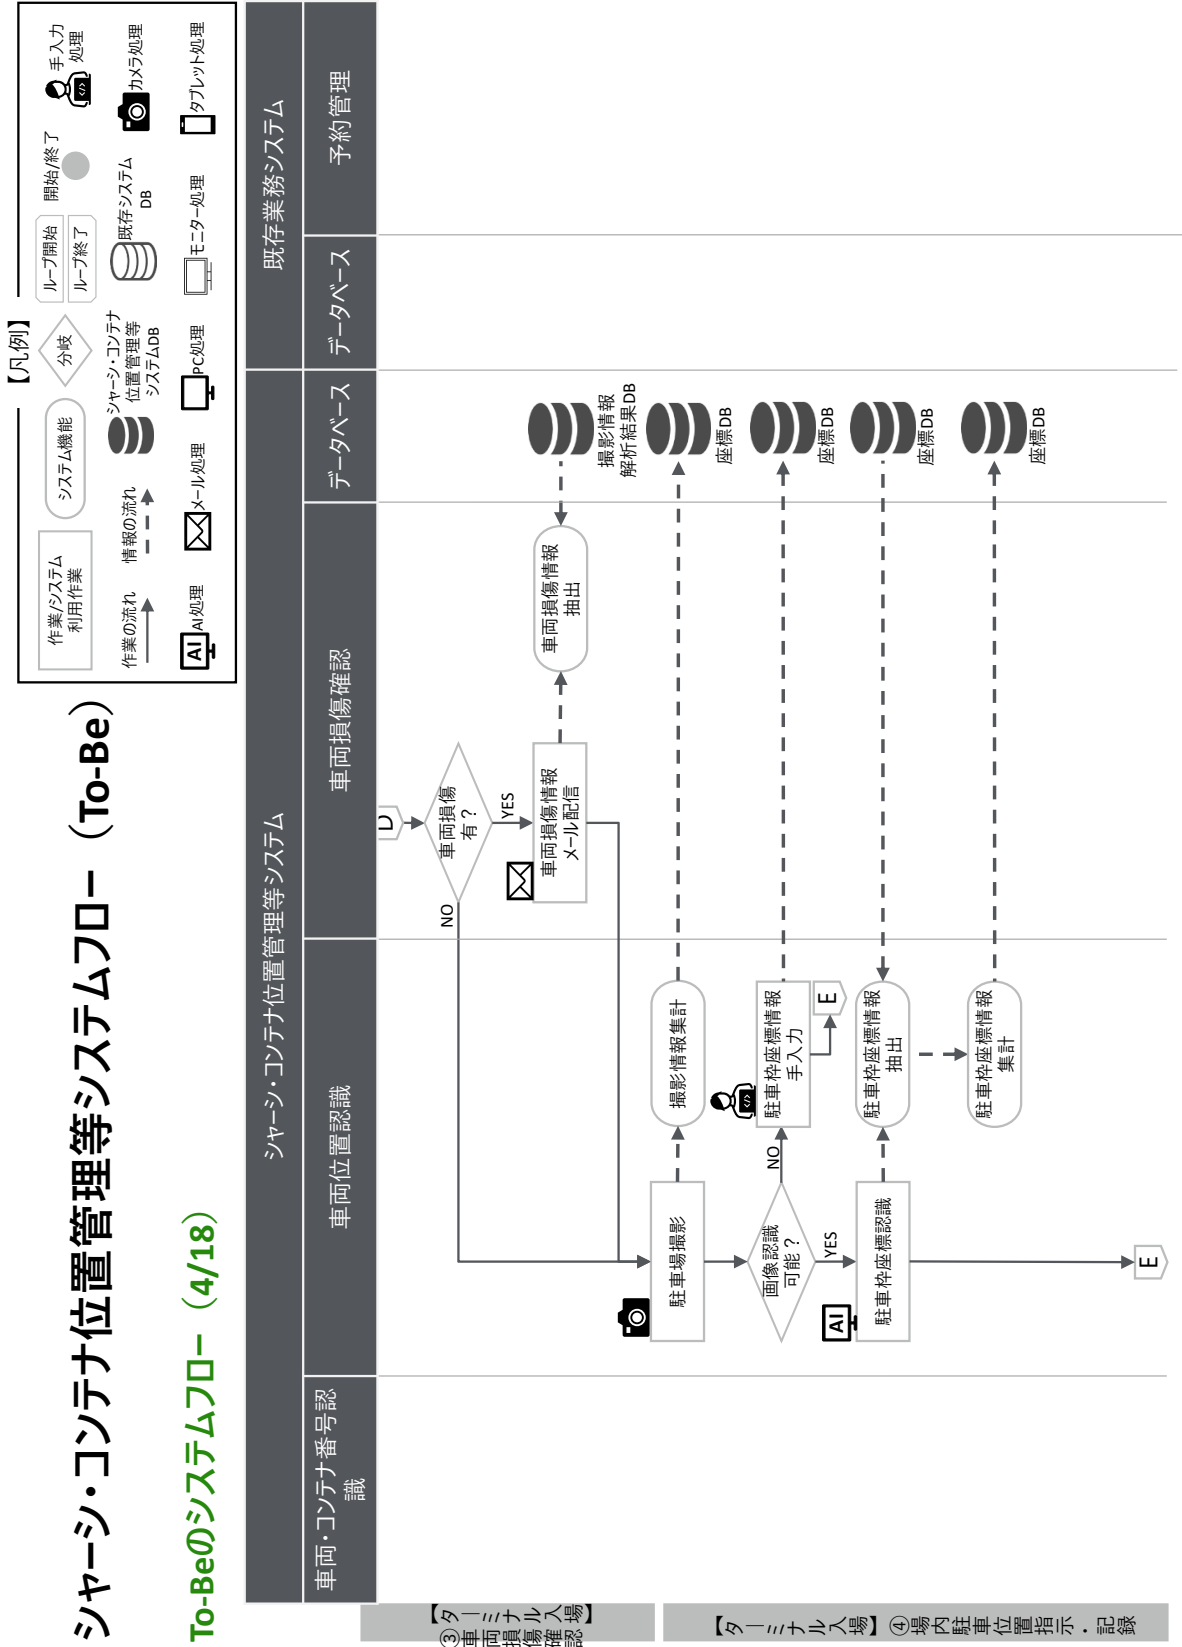 シャーシ・コンテナ位置管理等システムフロー（To-Be）
To-Beのシステムフロー（4/18）
【凡例】
作業/システム
利用作業
システム機能
分岐
ループ開始
ループ終了
開始/終了
手入力
処理
作業の流れ
情報の流れ
シャーシ・コンテナ
位置管理等
システムDB
既存システム
DB
カメラ処理
AI
AI処理
メール処理
PC処理
モニター処理
タブレット処理
シャーシ・コンテナ位置管理等システム
既存業務システム
車両・コンテナ番号認
識
車両位置認識
車両損傷確認
データベース
データベース
予約管理
【ターミナル入場】
③車両損傷確認
D
車両損傷
有？
NO
YES
車両損傷情報
メール配信
車両損傷情報
抽出
撮影情報
解析結果DB
【ターミナル入場】④場内駐車位置指示・記録
駐車場撮影
撮影情報集計
座標DB
画像認識
可能？
NO
駐車枠座標情報
手入力
座標DB
E
YES
AI
駐車枠座標認識
駐車枠座標情報
抽出
座標DB
駐車枠座標情報
集計
座標DB
E